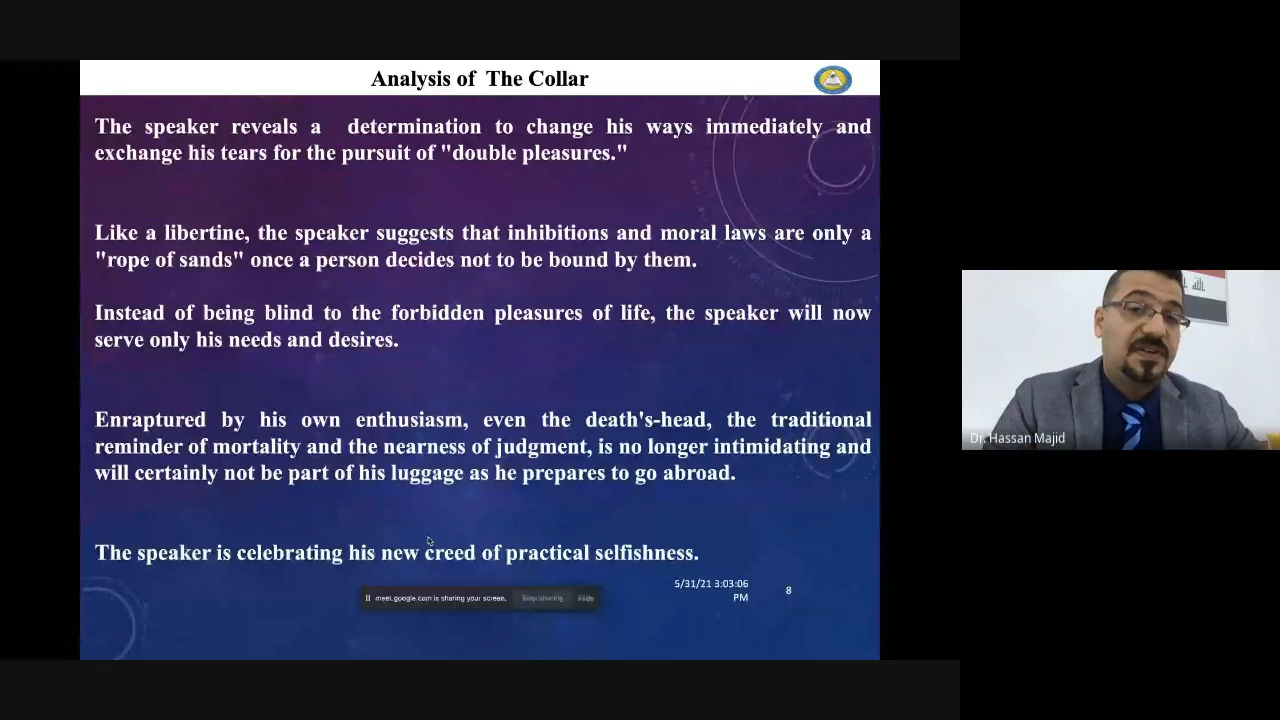 Analysis of The Collar
The speaker reveals a determination to change his ways immediately and
exchange his tears for the pursuit of "double pleasures."
Like a libertine, the speaker suggests that inhibitions and moral laws are only a
"rope of sands" once a person decides not to be bound by them.
Instead of being blind to the forbidden pleasures of life, the speaker will now
serve only his needs and desires.
Enraptured by his own enthusiasm, even the death's-head, the traditional
reminder of mortality and the nearness of judgment, is no longer intimidating and
will certainly not be part of his luggage as he prepares to go abroad.
The speaker is celebrating his new creed of practical selfishness.
5/31/21 3:03:06
PM
8
meet.google.com is sharing your screen. Stop sharing Hide
Dr. Hassan Majid